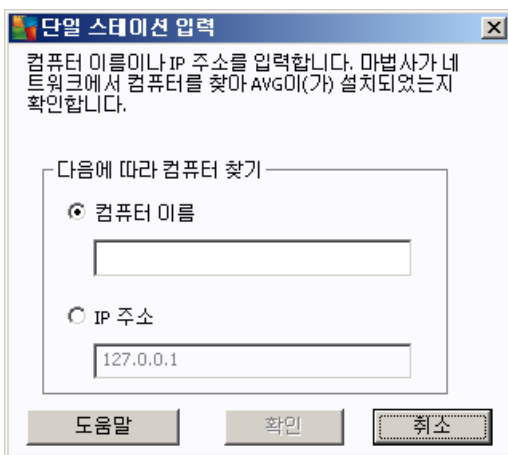 단일 스테이션 입력
컴퓨터 이름이나 IP 주소를 입력합니다. 마법사가 네
트워크에서 컴퓨터를 찾아 AVG이(가) 설치되었는지
확인합니다.
다음에 따라 컴퓨터 찾기
컴퓨터 이름
IP 주소
127.0.0.1
도움말 확인 취소